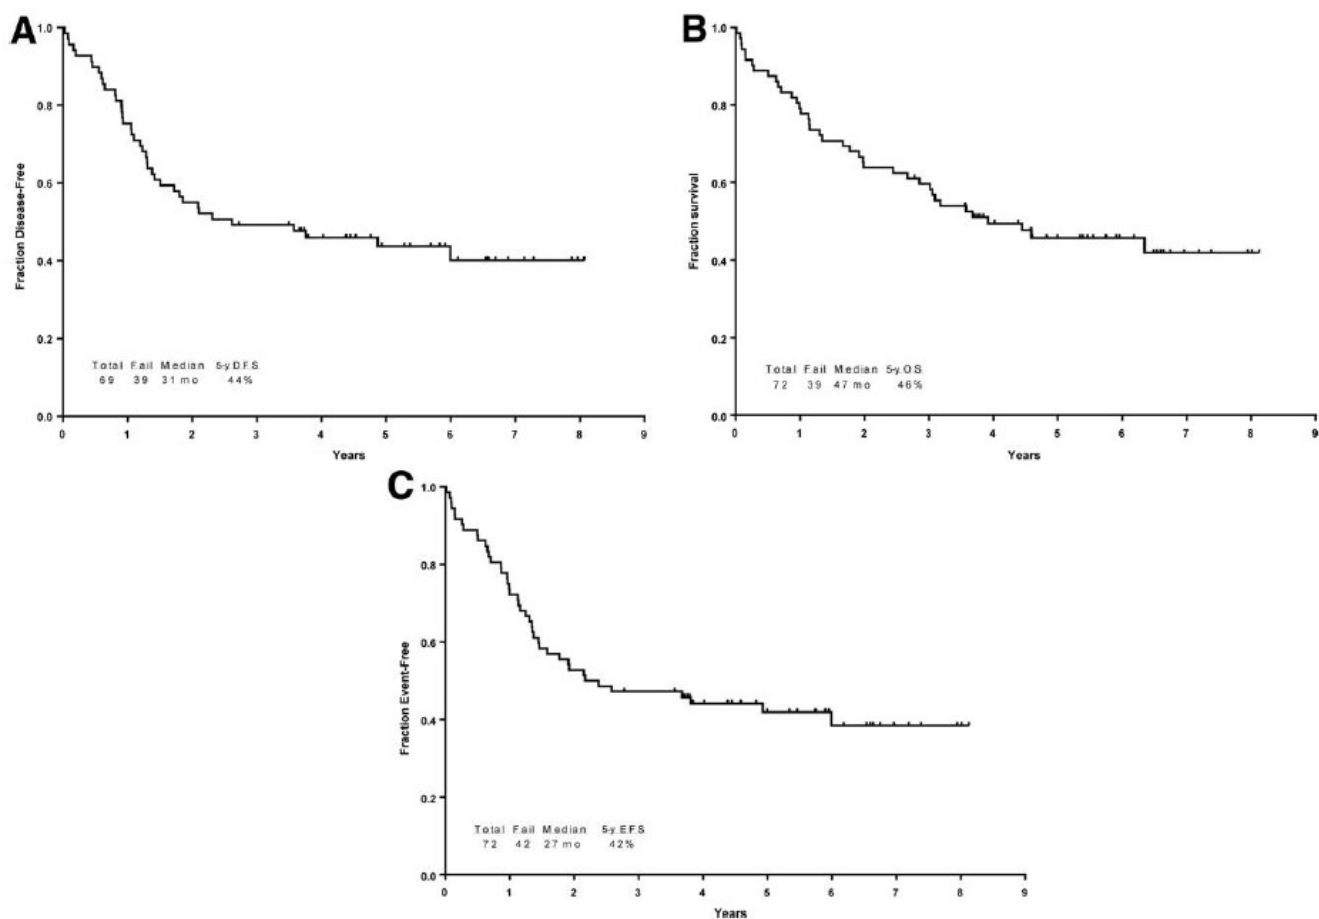 A
Fraction Disease-Free
1.0
0.8
0.6
0.4
0.2
0.0
Total Fail Median 5-y.DFS
69 39 31 mo 44%
0 1 2 3 4 5 6 7 8 9
Years
B
Fraction survival
1.0
0.8
0.6
0.4
0.2
0.0
Total Fail Median 5-y.OS
72 39 47 mo 46%
0 1 2 3 4 5 6 7 8 9
Years
C
Fraction Event-Free
1.0
0.8
0.6
0.4
0.2
0.0
Total Fail Median 5-y.EFS
72 42 27 mo 42%
0 1 2 3 4 5 6 7 8 9
Years